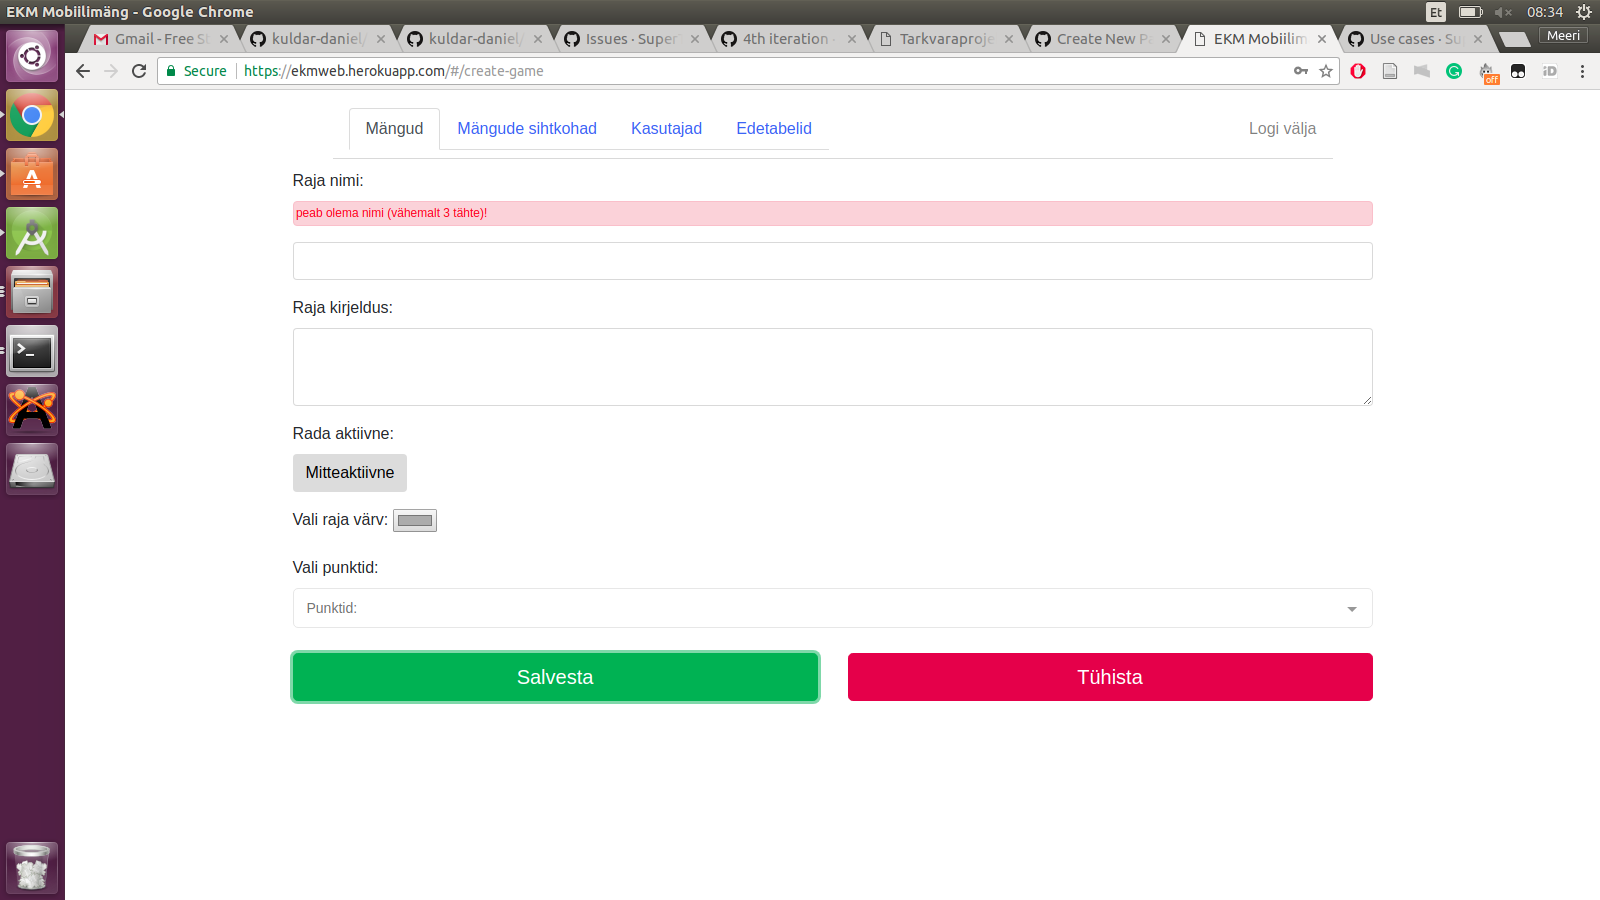 EKM Mobiilimäng - Google Chrome
Et
08:34
Gmail - Free St
kuldar-daniel/
kuldar-daniel/
Issues · Super
4th iteration
Tarkvaraproje
Create New Pa
EKM Mobiilim
Use cases · Su
Meeri
Secure
https://ekmweb.herokuapp.com/#/create-game
off
iD
Mängud
Mängude sihtkohad
Kasutajad
Edetabelid
Logi välja
Raja nimi:
peab olema nimi (vähemalt 3 tähte)!
Raja kirjeldus:
Rada aktiivne:
Mitteaktiivne
Vali raja värv:
Vali punktid:
Punktid:
Salvesta
Tühista